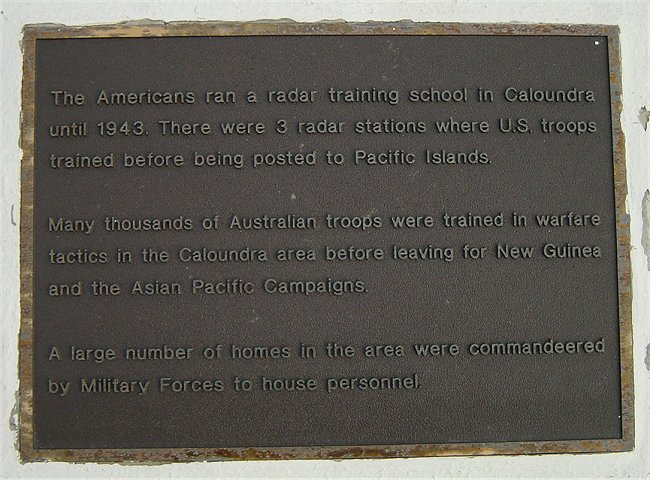 The Americans ran a radar training school in Caloundra
until 1943. There were 3 radar stations where U.S. troops
trained before being posted to Pacific Islands.
Many thousands of Australian troops were trained in warfare
tactics in the Caloundra area before leaving for New Guinea
and the Asian Pacific Campaigns.
A large number of homes in the area were commandeered
by Military Forces to house personnel.